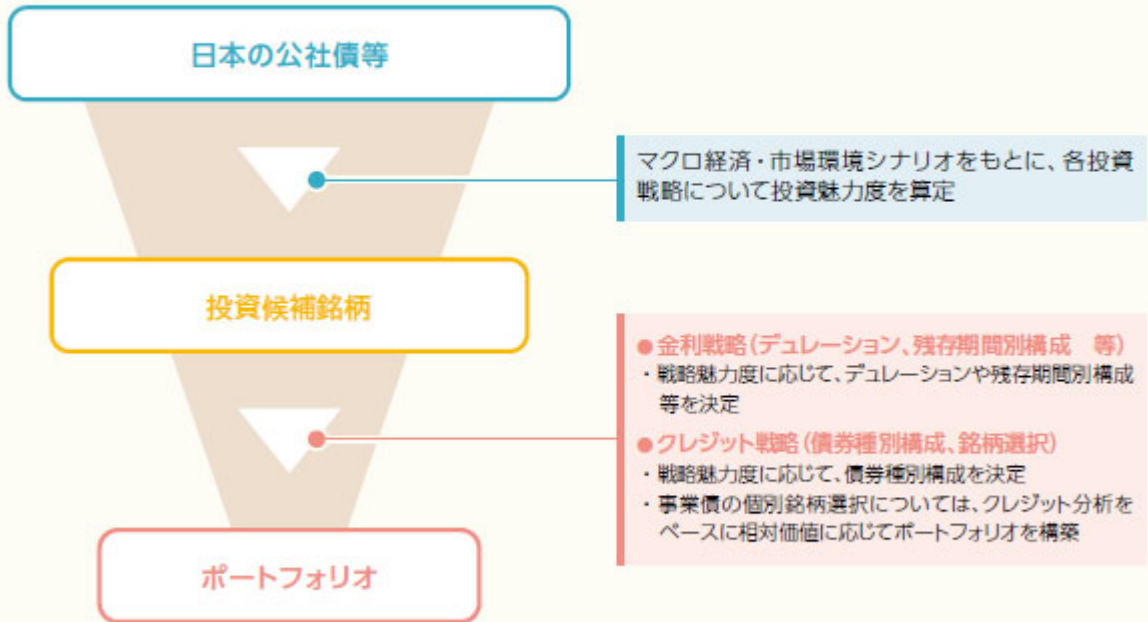 日本の公社債等
マクロ経済・市場環境シナリオをもとに、各投資
戦略について投資魅力度を算定
投資候補銘柄
●金利戦略(デュレーション、残存期間別構成　等)
・戦略魅力度に応じて、デュレーションや残存期間別構成
等を決定
●クレジット戦略(債券種別構成、銘柄選択)
・戦略魅力度に応じて、債券種別構成を決定
・事業債の個別銘柄選択については、クレジット分析を
ベースに相対価値に応じてポートフォリオを構築
ポートフォリオ